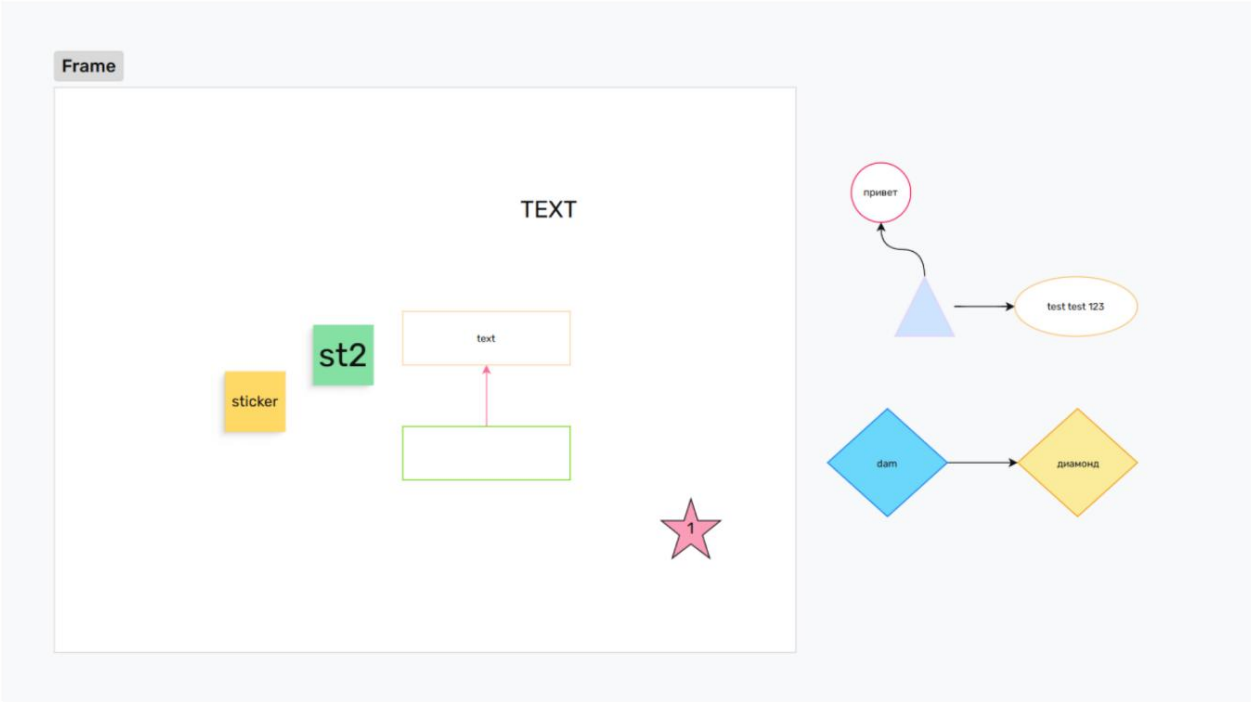 Frame
TEXT
text
st2
sticker
1
привет
test test 123
dam
диамонд